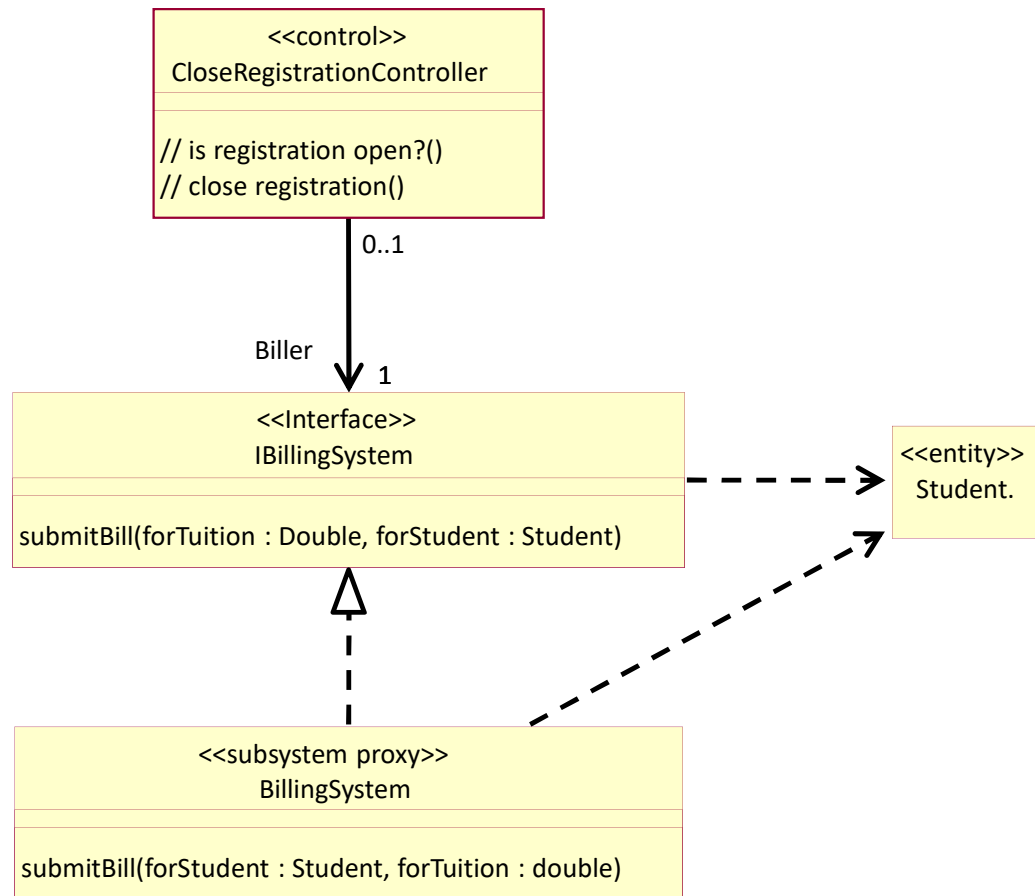 <<control>>
CloseRegistrationController
// is registration open?()
// close registration()
0..1
Biller
1
<<Interface>>
IBillingSystem
submitBill(forTuition : Double, forStudent : Student)
<<entity>>
Student.
<<subsystem proxy>>
BillingSystem
submitBill(forStudent : Student, forTuition : double)